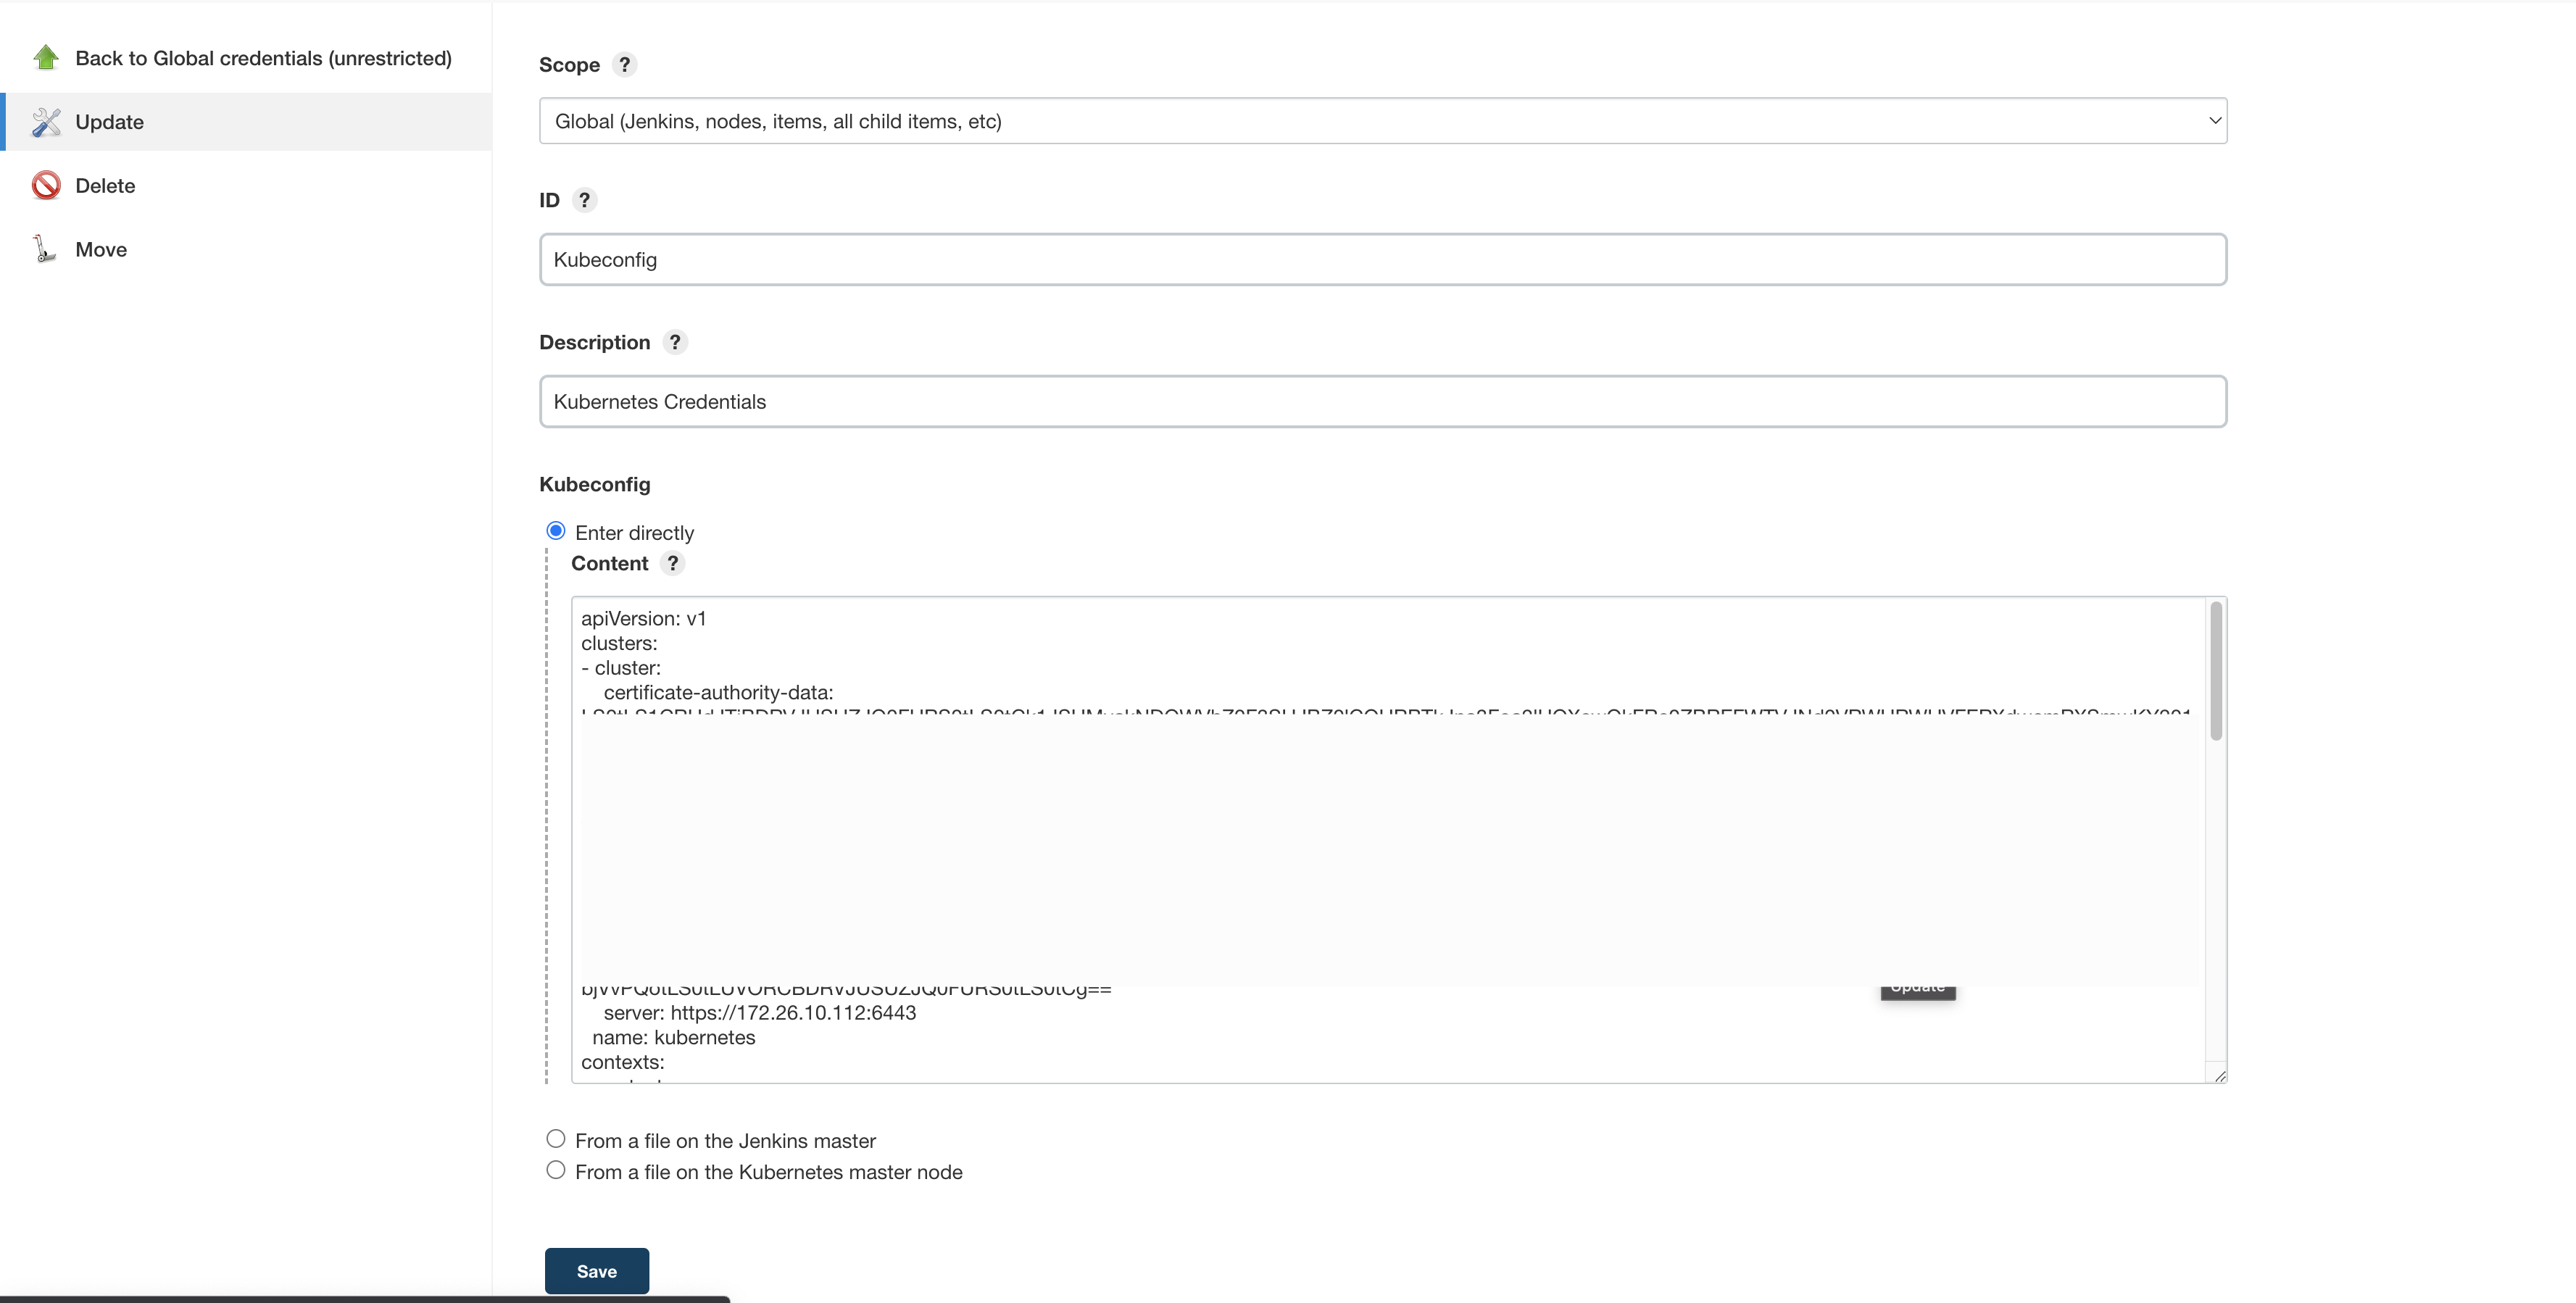 Back to Global credentials (unrestricted)
Update
Delete
Move
Scope ?
Global (Jenkins, nodes, items, all child items, etc)
ID ?
Kubeconfig
Description ?
Kubernetes Credentials
Kubeconfig
Enter directly
Content ?
apiVersion: v1
clusters:
- cluster:
certificate-authority-data:
Update
server: https://172.26.10.112:6443
name: kubernetes
contexts:
From a file on the Jenkins master
From a file on the Kubernetes master node
Save